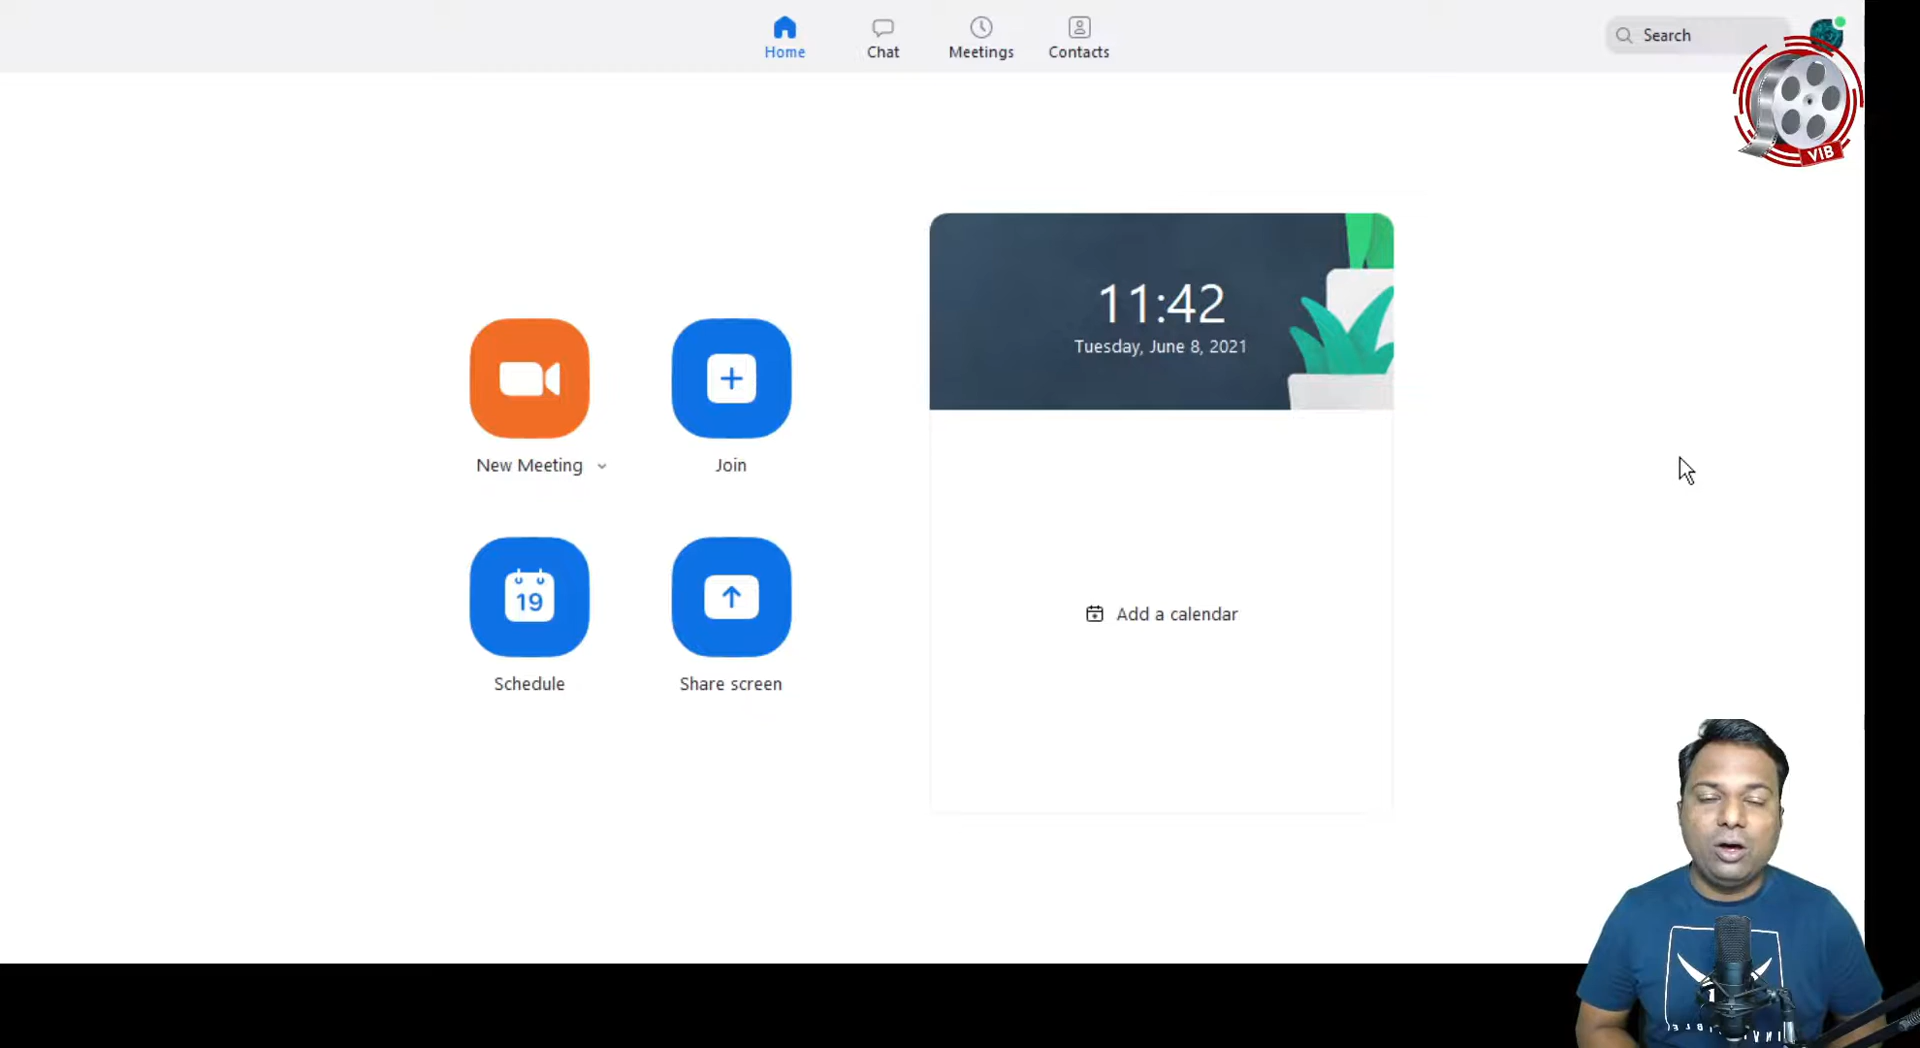 Home
Chat
Meetings
Contacts
Search
VIB
11:42
Tuesday, June 8, 2021
New Meeting
Join
19
Schedule
Share screen
Add a calendar